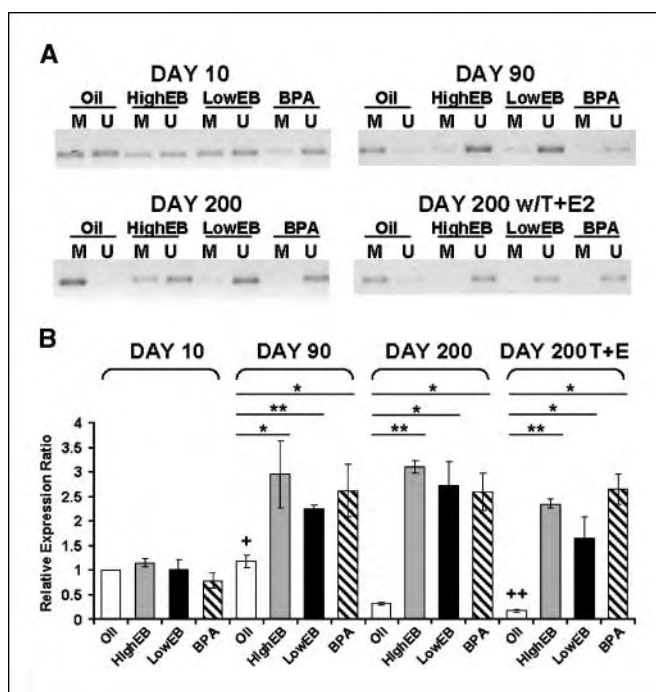 A
DAY 10
DAY 90
Oil HighEB LowEB BPA
Oil HighEB LowEB BPA
M U M U M U M U
M U M U M U M U
DAY 200
DAY 200 w/T+E2
Oil HighEB LowEB BPA
Oil HighEB LowEB BPA
M U M U M U M U
M U M U M U M U
B
DAY 10 DAY 90 DAY 200 DAY 200T+E
* * *
** * *
* ** **
Relative Expression Ratio
4
3.5
3
2.5
2
1.5
1
0.5
0
+
++
Oil HighEB LowEB BPA Oil HighEB LowEB BPA Oil HighEB LowEB BPA Oil HighEB LowEB BPA